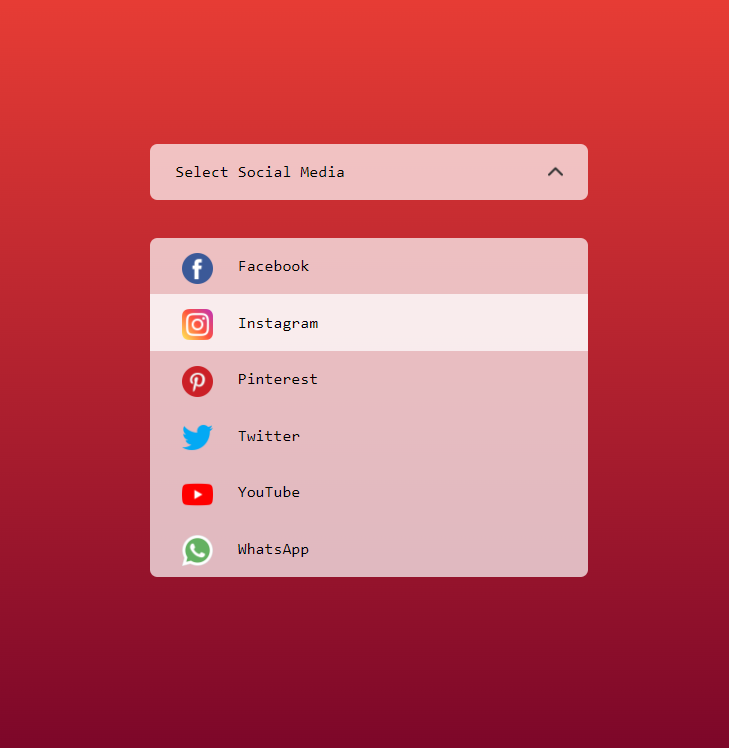 Select Social Media
Facebook
Instagram
Pinterest
Twitter
YouTube
WhatsApp